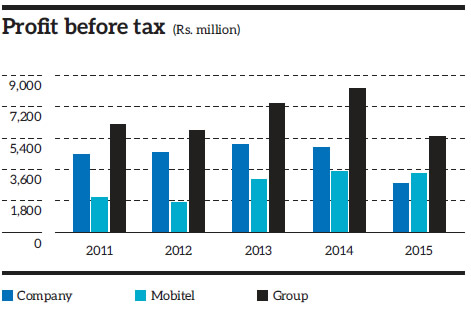 Profit before tax (Rs. million)
9,000
7,200
5,400
3,600
1,800
0
2011 2012 2013 2014 2015
Company Mobitel Group